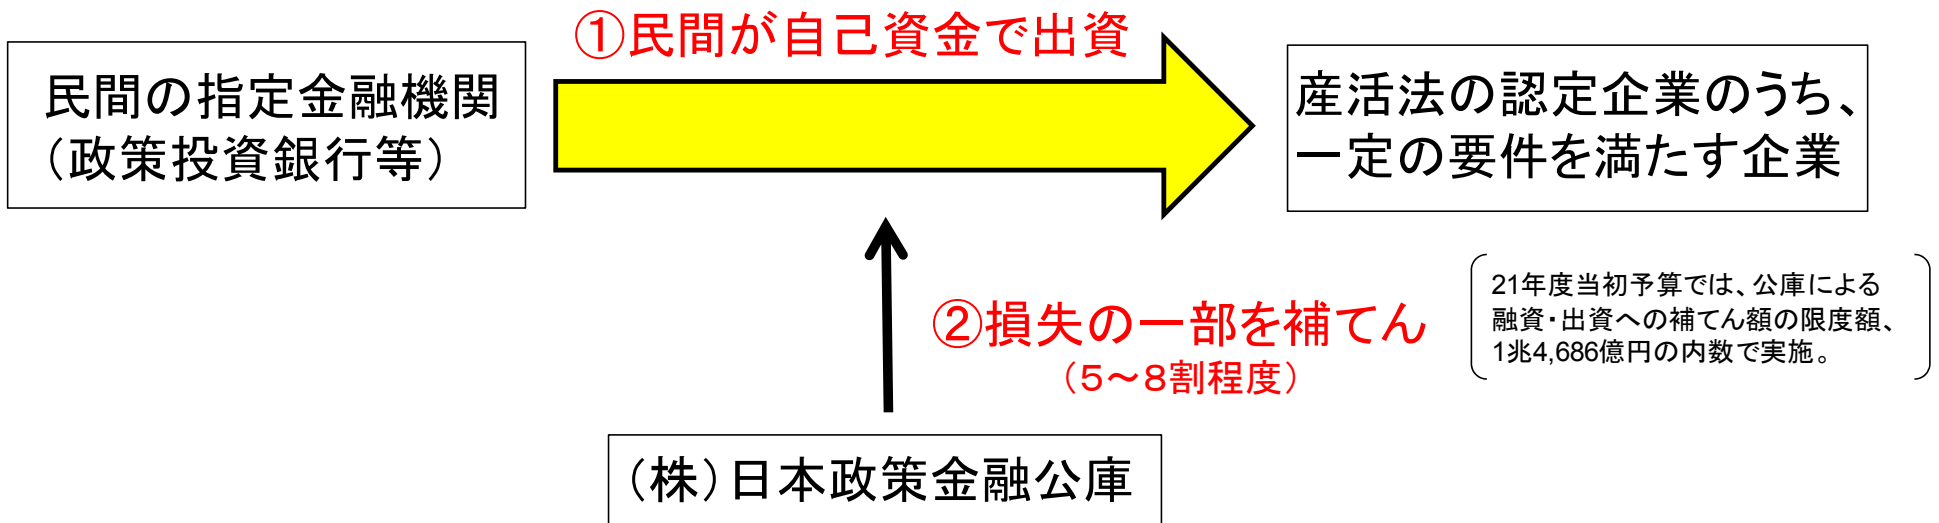 ①民間が自己資金で出資
民間の指定金融機関
（政策投資銀行等）
産活法の認定企業のうち、
一定の要件を満たす企業
②損失の一部を補てん
（５～８割程度）
21年度当初予算では、公庫による
融資・出資への補てん額の限度額、
1兆4,686億円の内数で実施。
（株）日本政策金融公庫